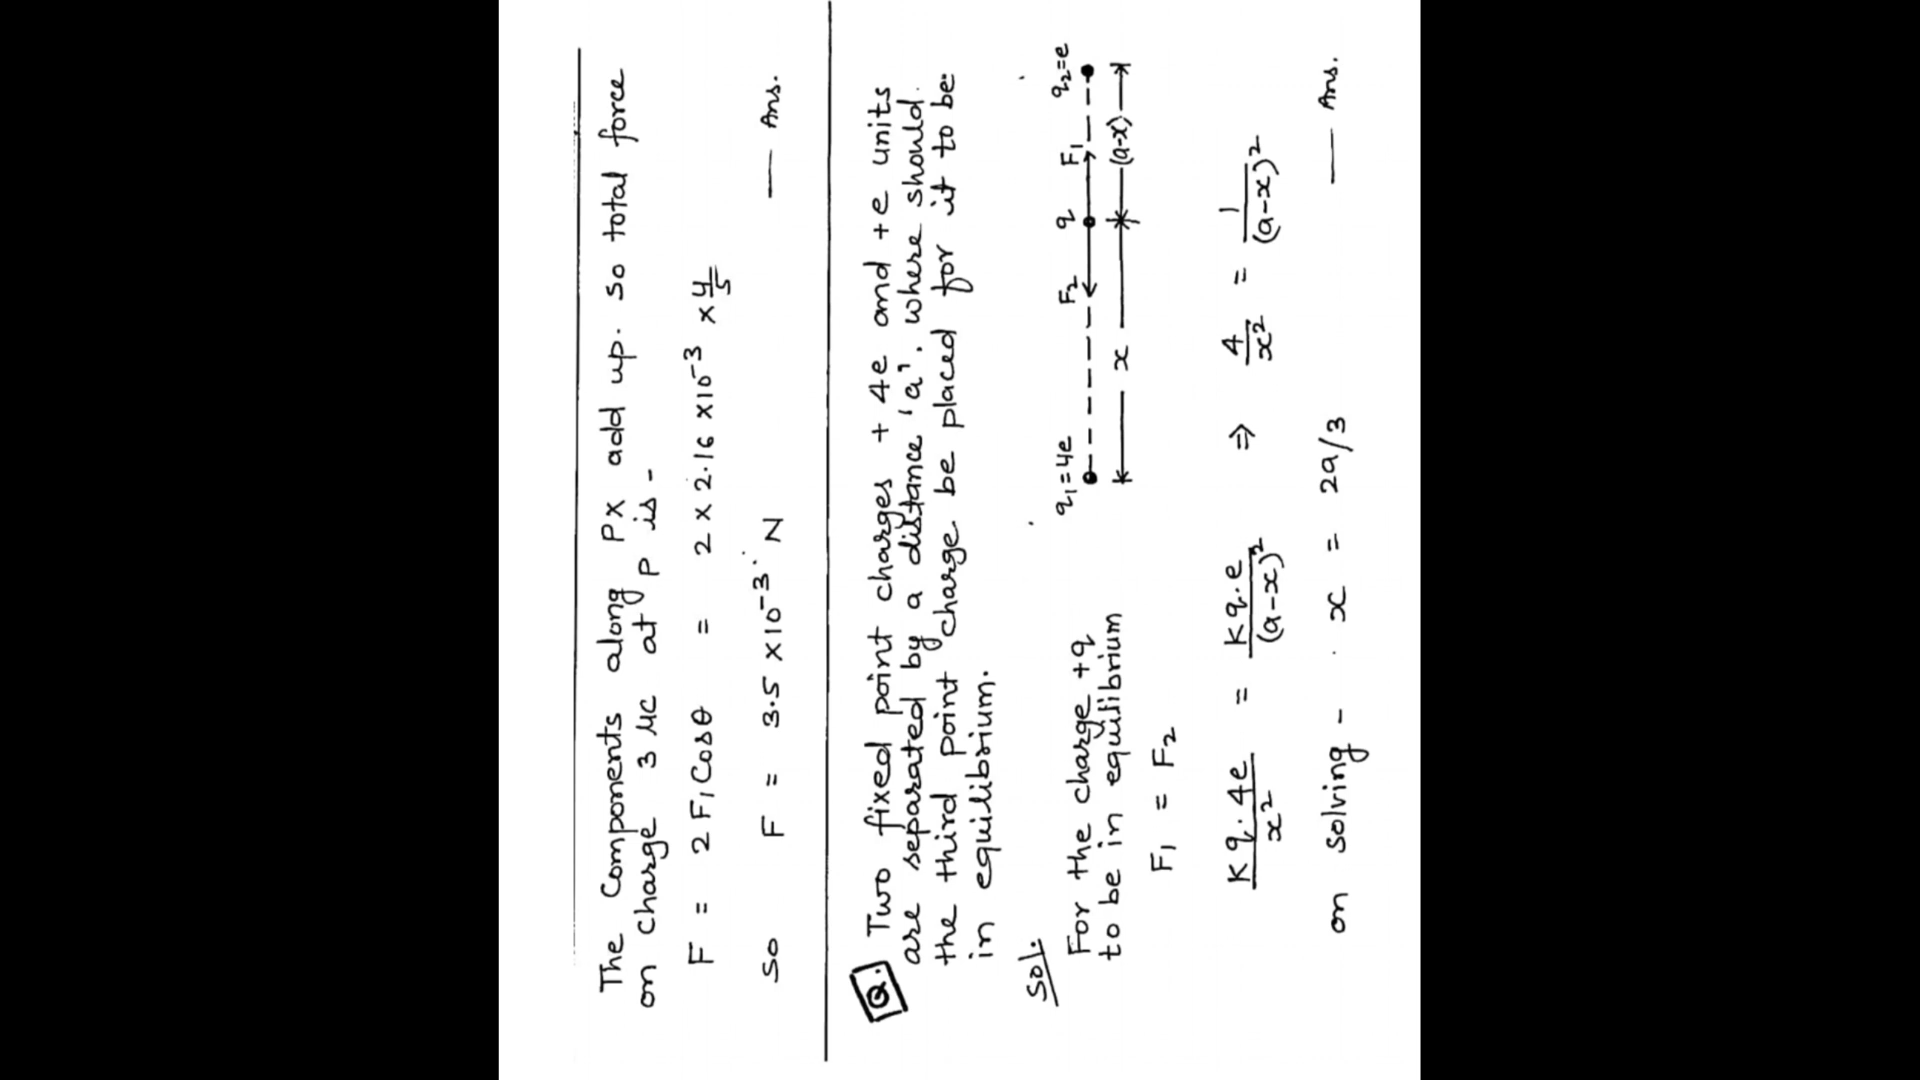 The Components along Px add up. so total force
on charge 3 μc at P is -
F = 2 F₁ Cosθ = 2 × 2.16 × 10⁻³ × 4/5
So F = 3.5 × 10⁻³ N — Ans.
Q. Two fixed point charges + 4e and + e units
are separated by a distance 'a'. where should
the third point charge be placed for it to be
in equilibrium.
Sol.
q₁=4e F₂ q F₁ q₂=e
x (a-x)
For the charge +q
to be in equilibrium
F₁ = F₂
K q. 4e / x² = K q. e / (a-x)² ⇒ 4 / x² = 1 / (a-x)²
on solving - x = 2a/3 — Ans.